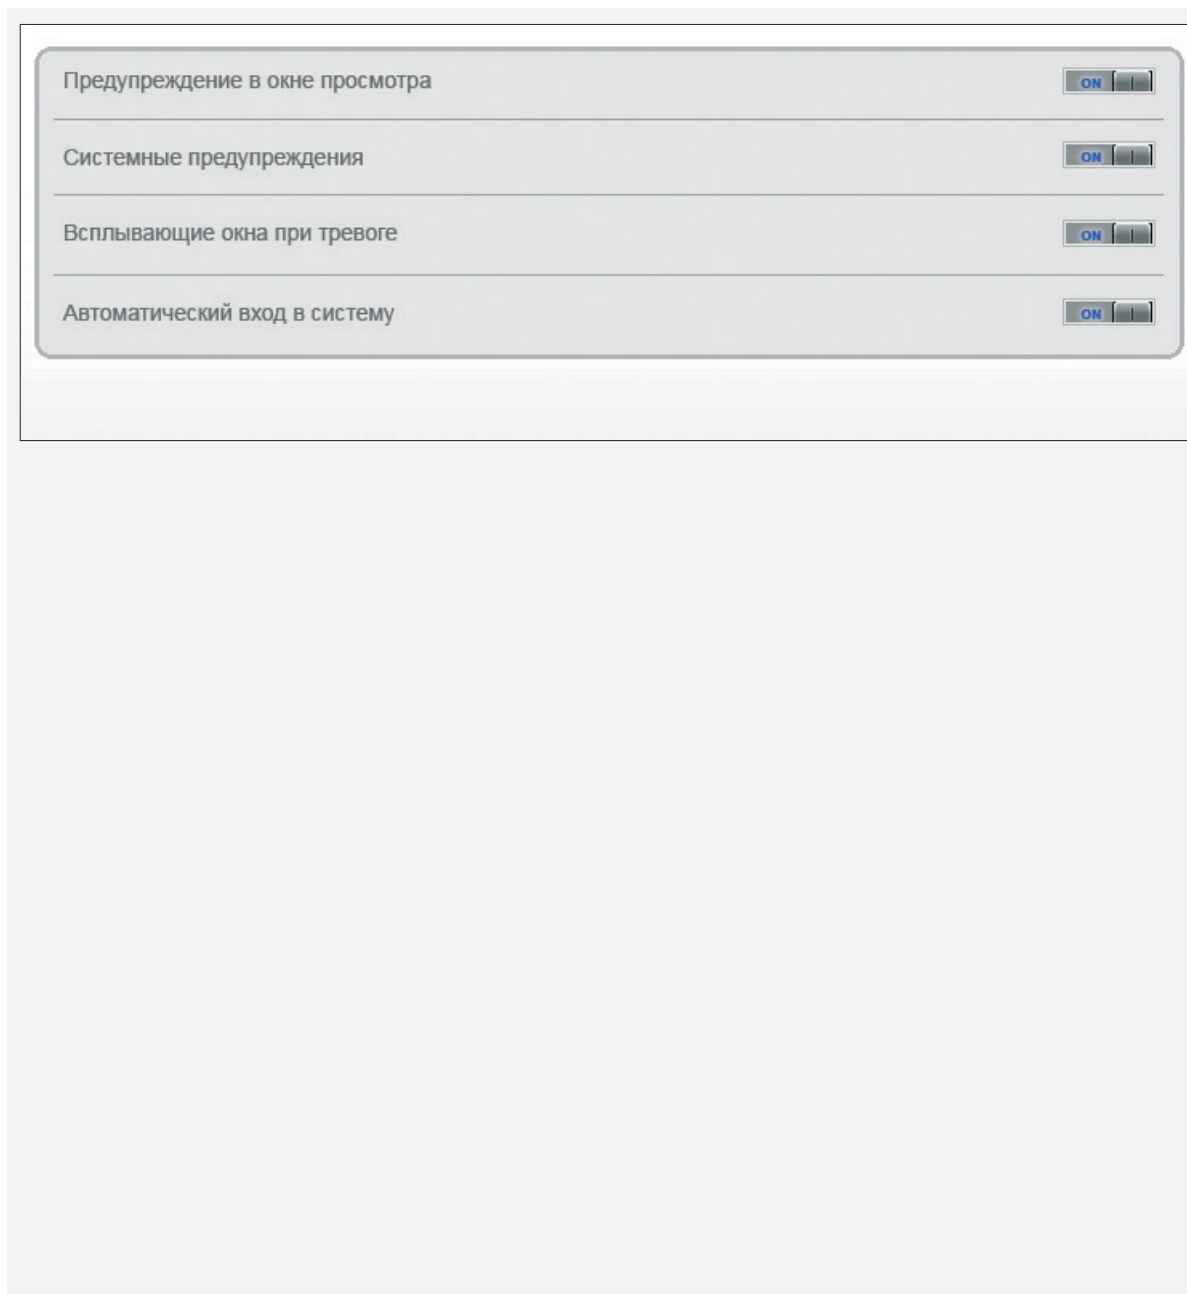 Предупреждение в окне просмотра ON
Системные предупреждения ON
Всплывающие окна при тревоге ON
Автоматический вход в систему ON